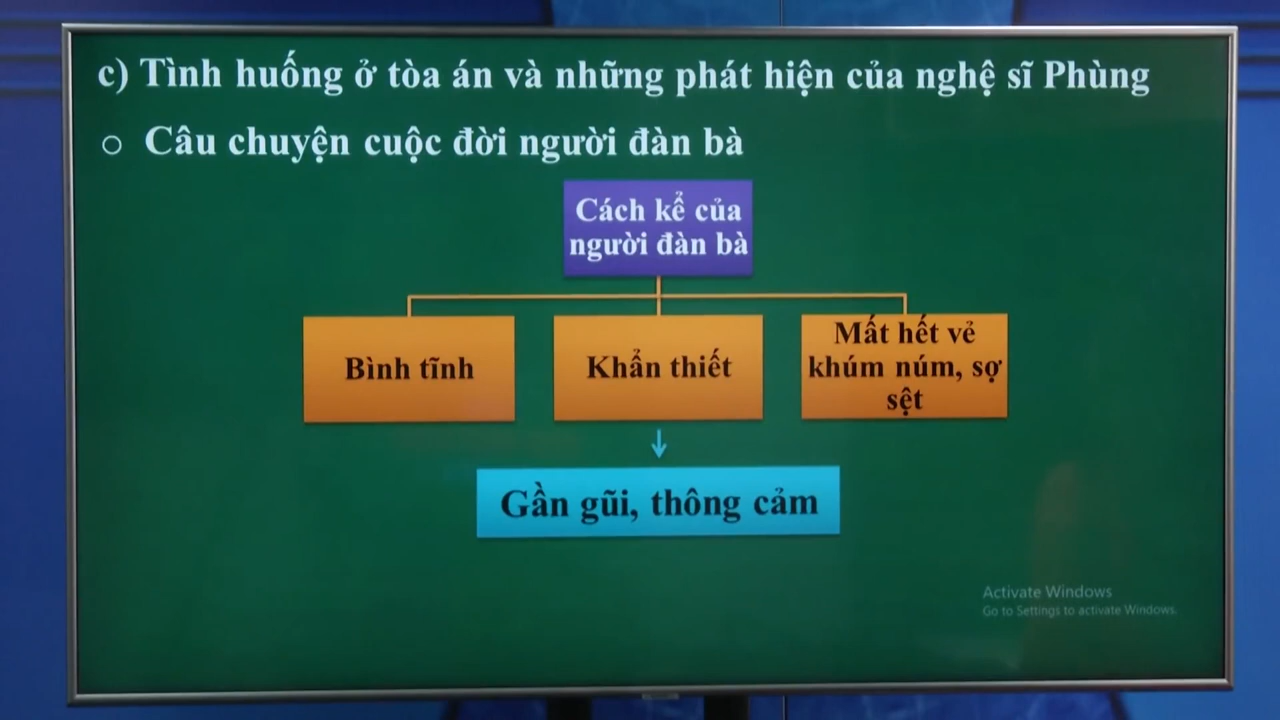 c) Tình huống ở tòa án và những phát hiện của nghệ sĩ Phùng
o Câu chuyện cuộc đời người đàn bà
Cách kể của
người đàn bà
Bình tĩnh
Khẩn thiết
Mất hết vẻ
khúm núm, sợ
sệt
Gần gũi, thông cảm
Activate Windows
Go to Settings to activate Windows.